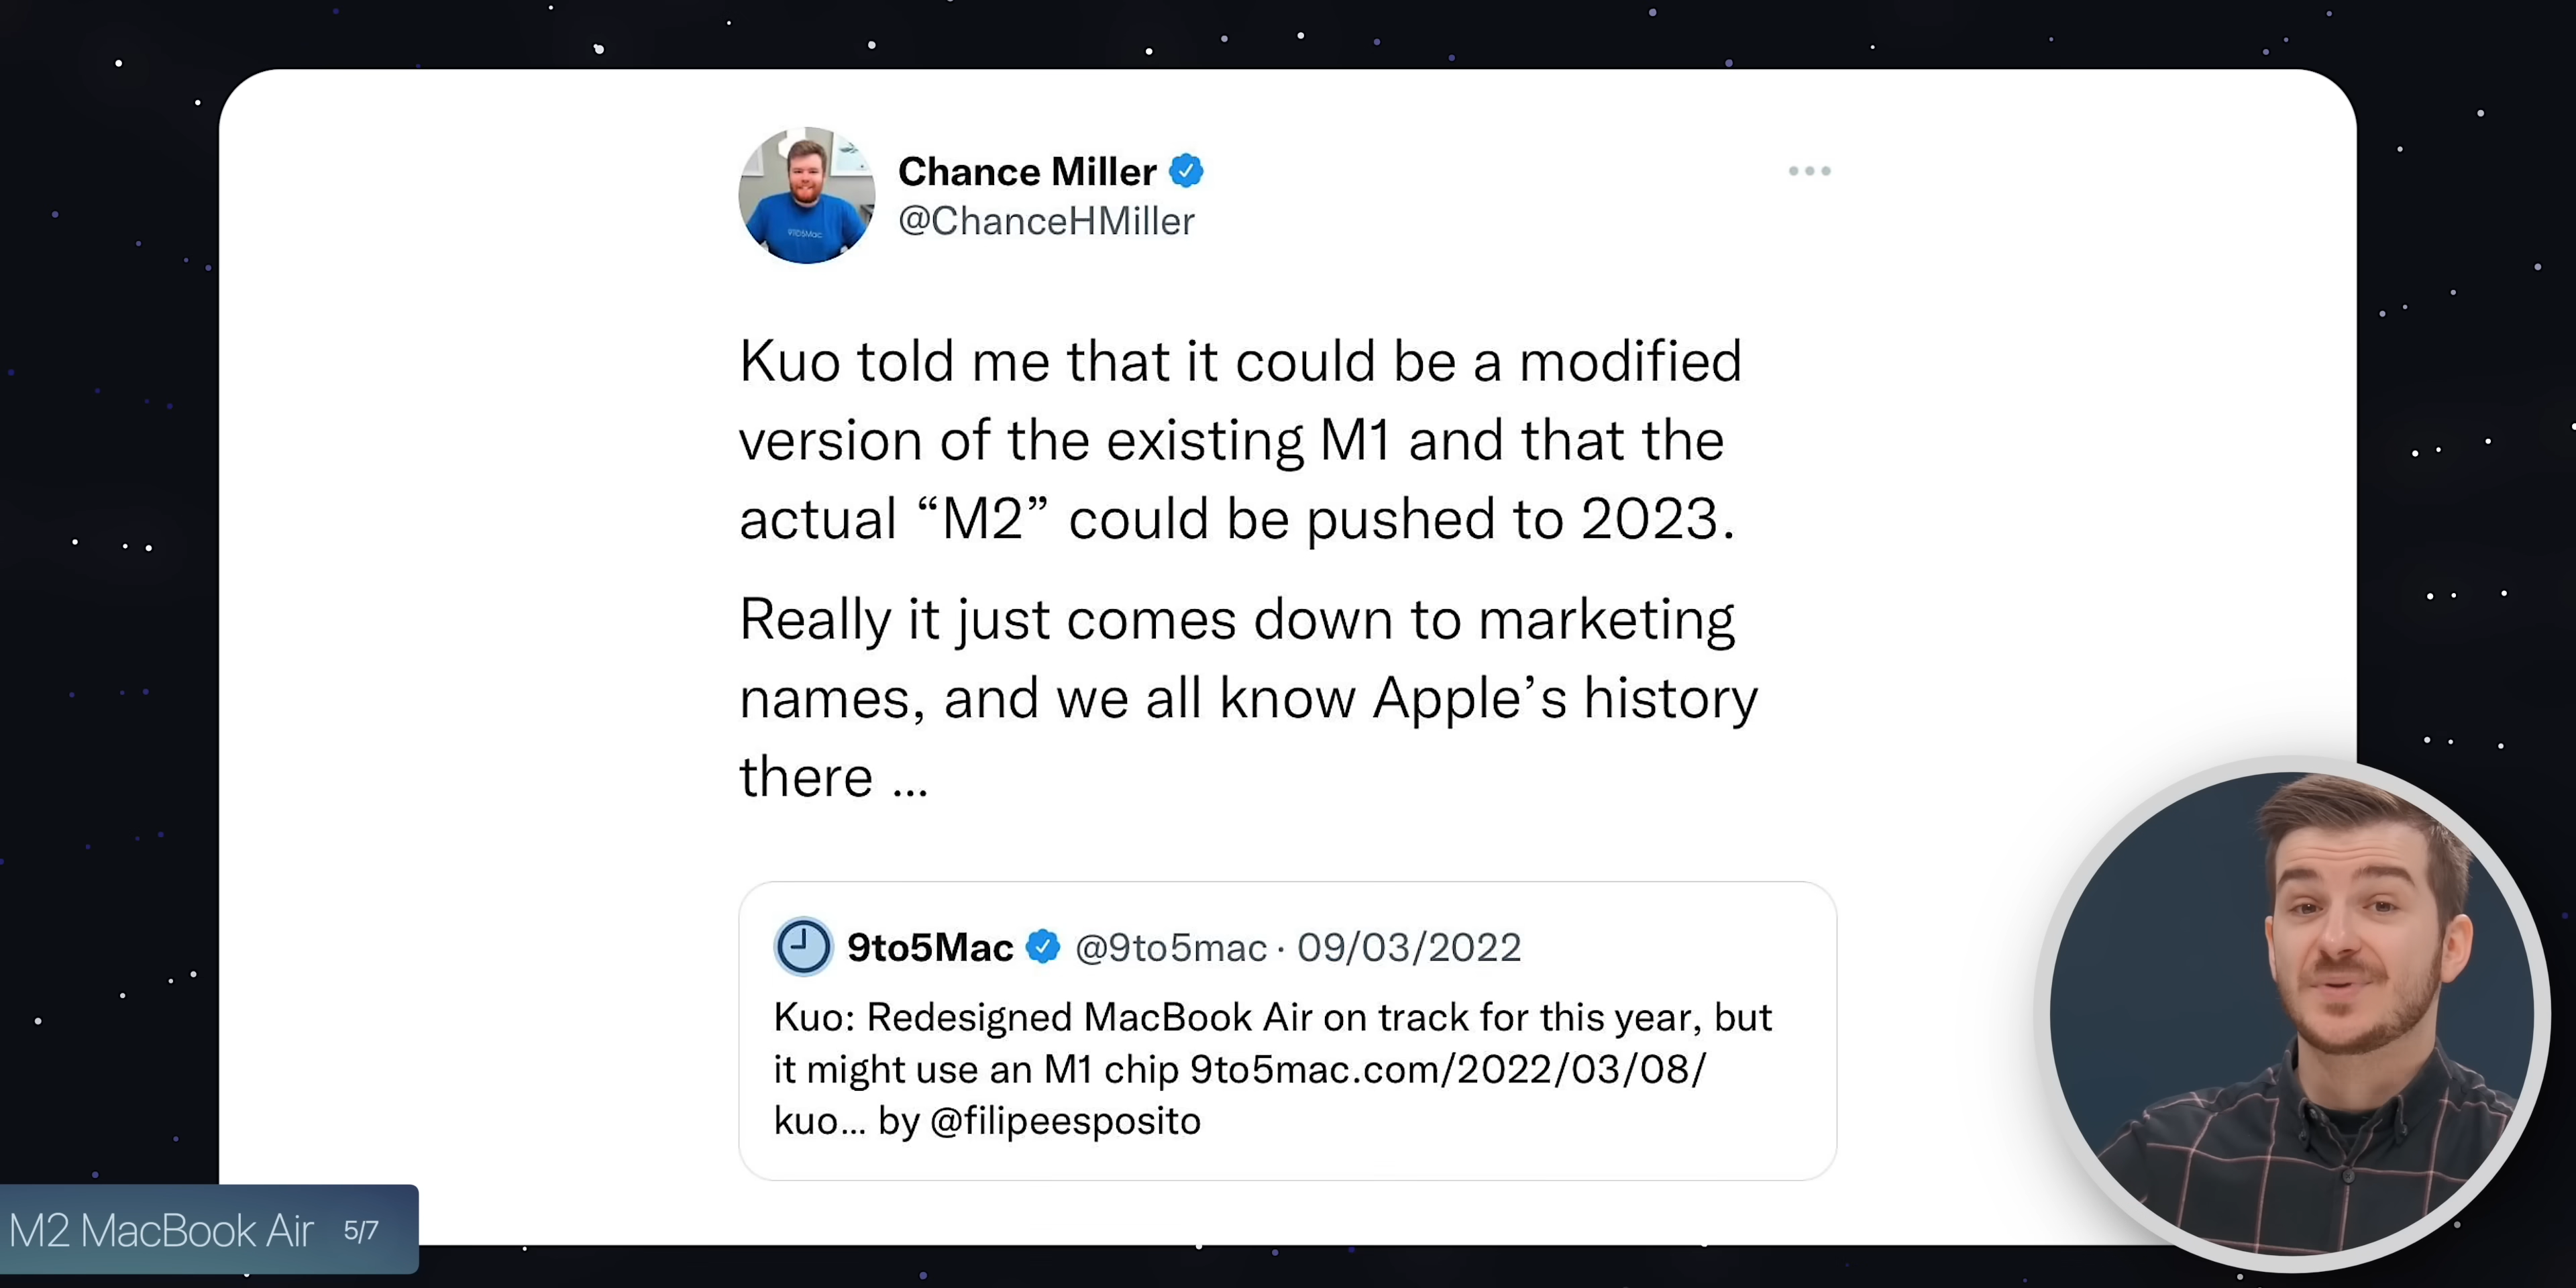 Chance Miller
@ChanceHMiller
Kuo told me that it could be a modified
version of the existing M1 and that the
actual “M2” could be pushed to 2023.
Really it just comes down to marketing
names, and we all know Apple’s history
there ...
9to5Mac @9to5mac · 09/03/2022
Kuo: Redesigned MacBook Air on track for this year, but
it might use an M1 chip 9to5mac.com/2022/03/08/
kuo... by @filipeesposito
M2 MacBook Air 5/7
9TO5Mac